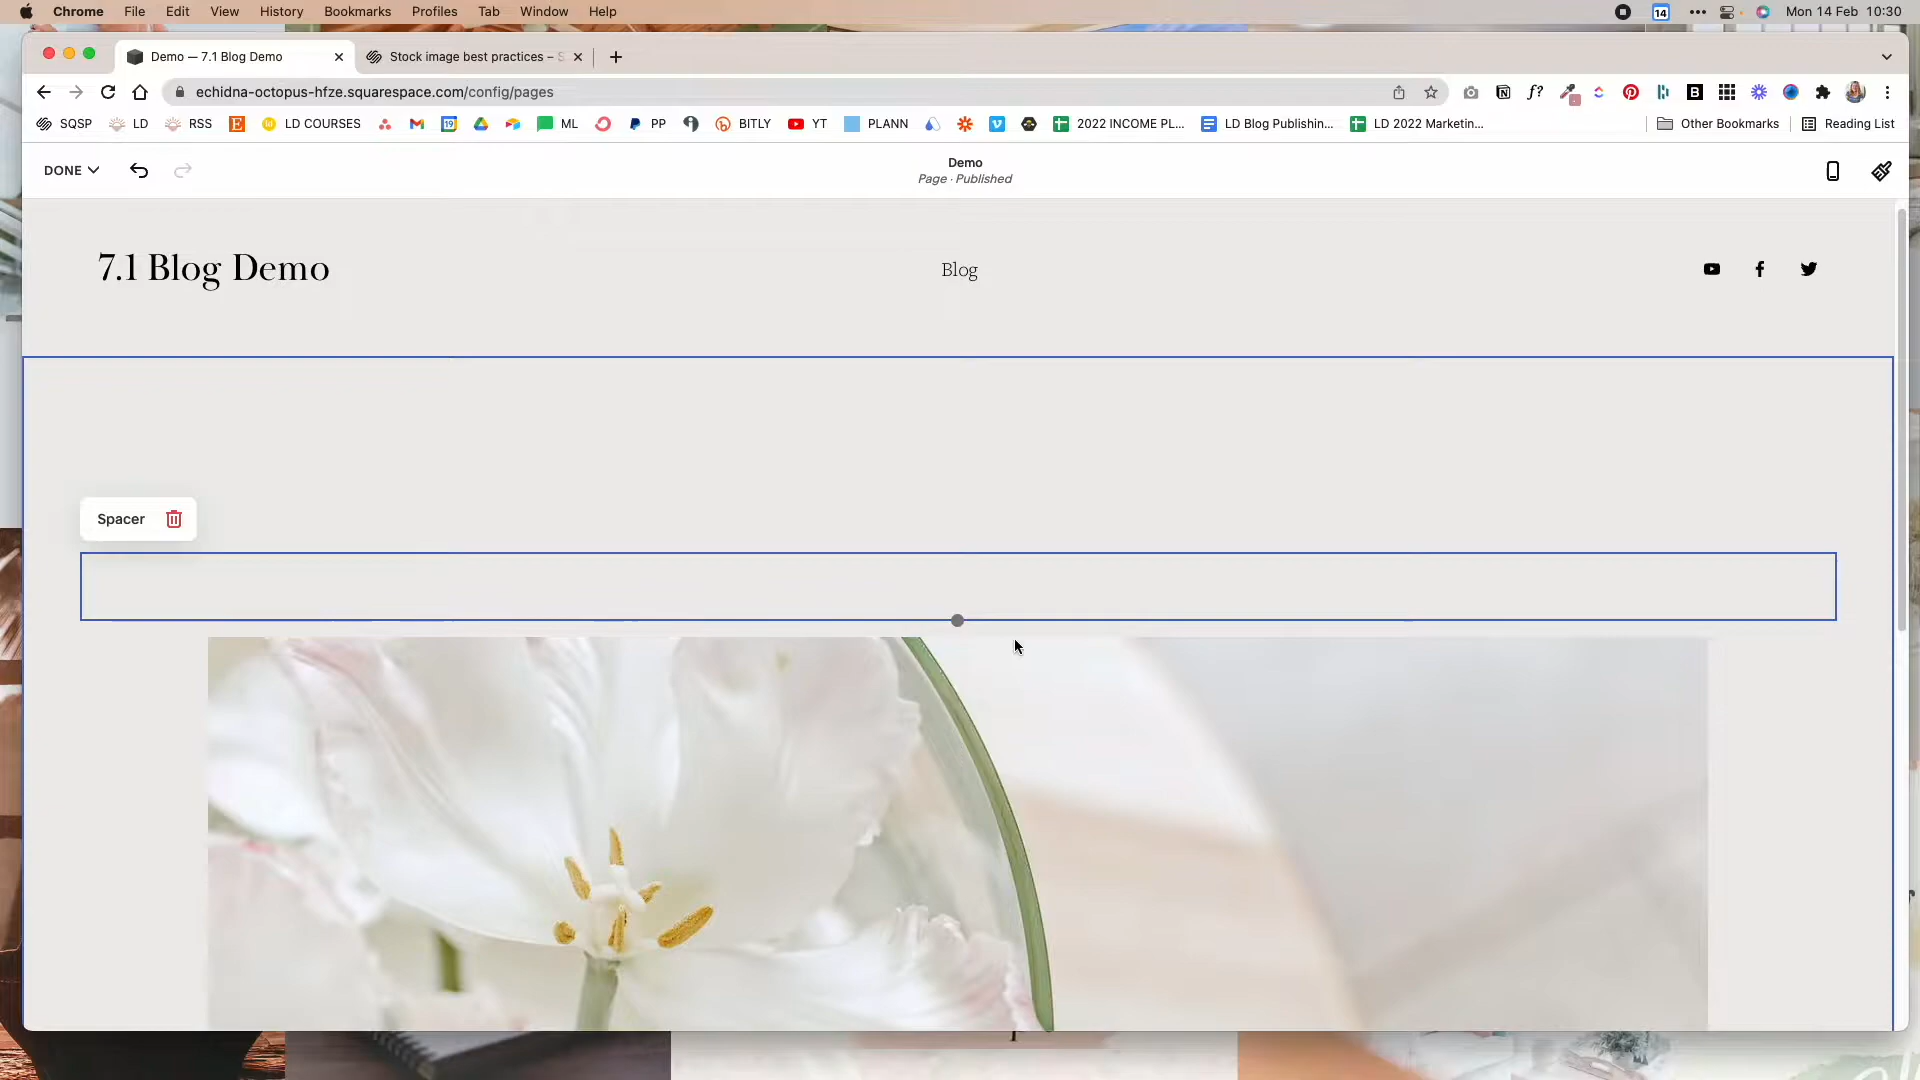 Chrome File Edit View History Bookmarks Profiles Tab Window Help
14 Mon 14 Feb 10:30
Demo — 7.1 Blog Demo
Stock image best practices – S
echidna-octopus-hfze.squarespace.com/config/pages
SQSP LD RSS LD COURSES ML PP BITLY YT PLANN 2022 INCOME PL... LD Blog Publishin... LD 2022 Marketin... Other Bookmarks Reading List
DONE
Demo
Page · Published
7.1 Blog Demo
Blog
Spacer